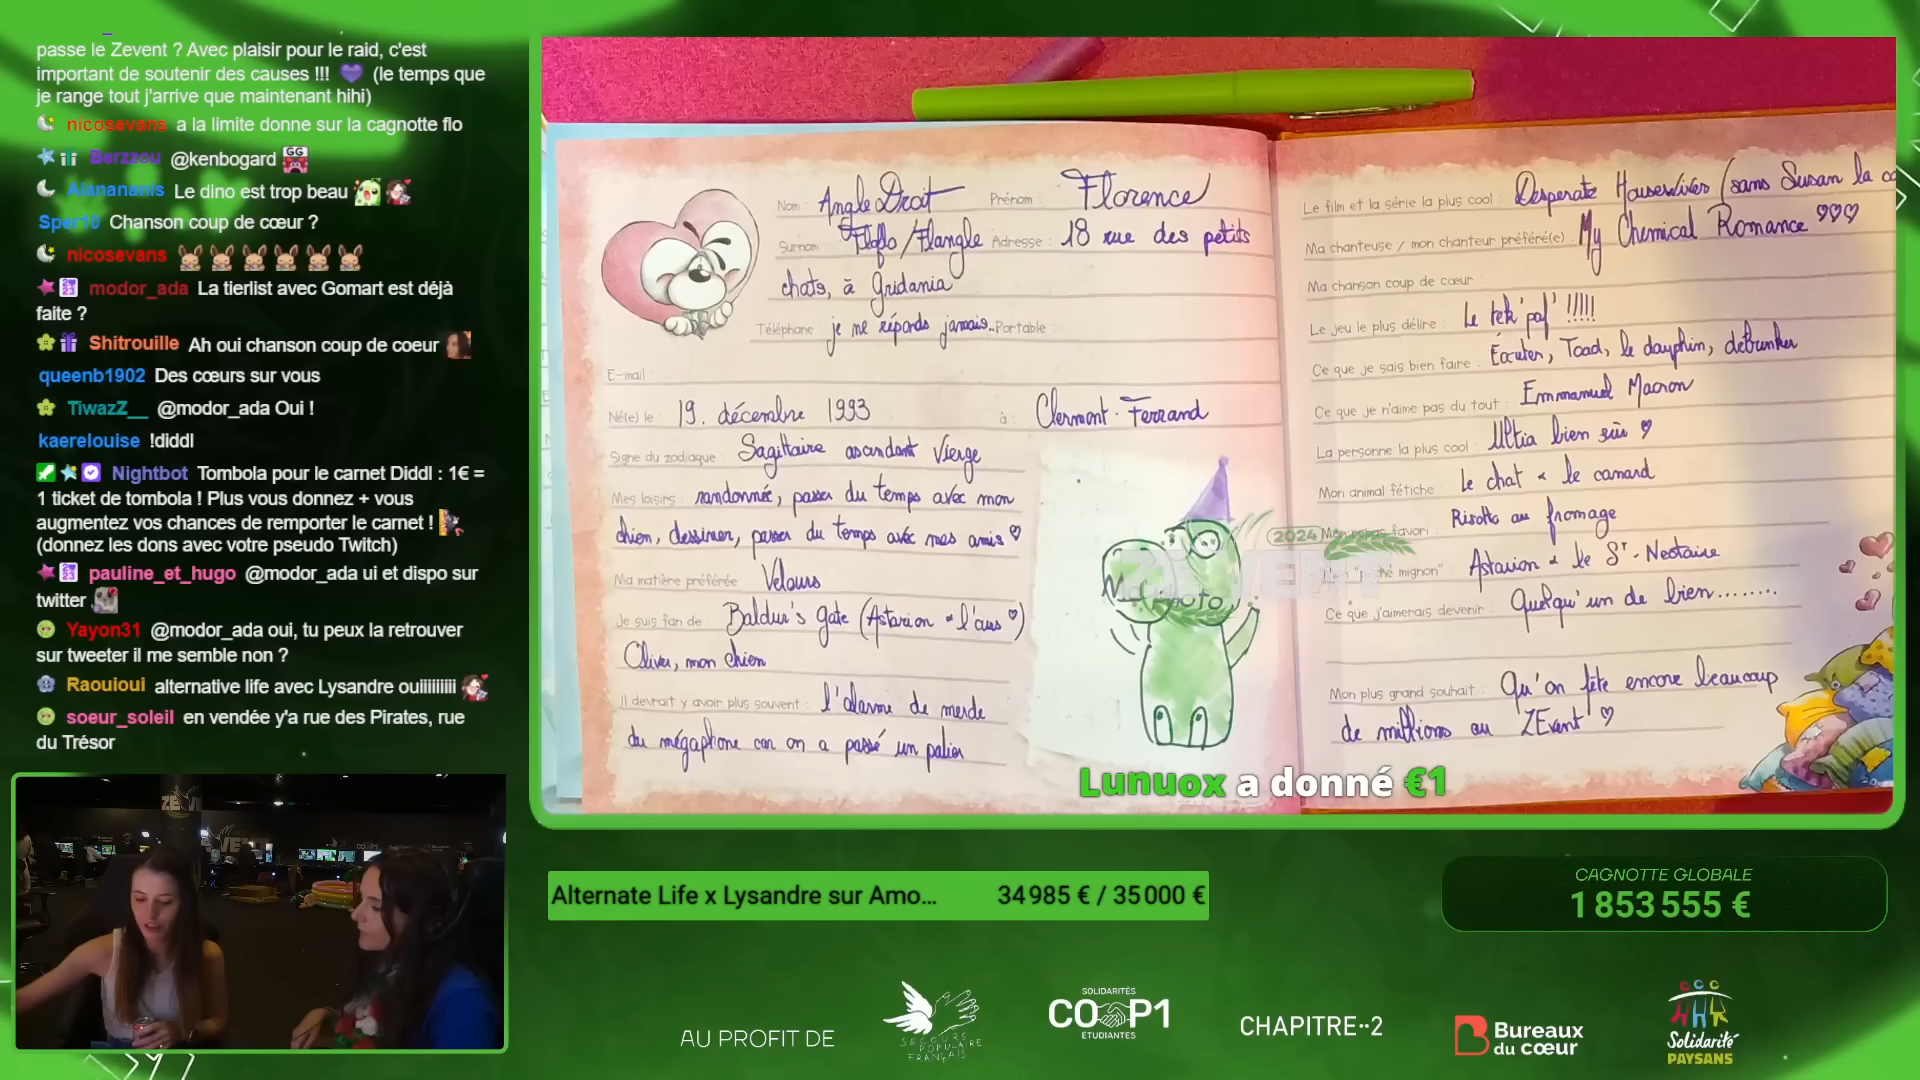 passe le Zevent ? Avec plaisir pour le raid, c'est
important de soutenir des causes !!! (le temps que
je range tout j'arrive que maintenant hihi)
nicosevans a la limite donne sur la cagnotte flo
Berzzou @kenbogard GG
Alanananis Le dino est trop beau
Sper10 Chanson coup de cœur ?
nicosevans
modor_ada La tierlist avec Gomart est déjà
faite ?
Shitrouille Ah oui chanson coup de coeur
queenb1902 Des cœurs sur vous
TiwazZ__ @modor_ada Oui !
kaerelouise !diddl
Nightbot Tombola pour le carnet Diddl : 1€ =
1 ticket de tombola ! Plus vous donnez + vous
augmentez vos chances de remporter le carnet !
(donnez les dons avec votre pseudo Twitch)
pauline_et_hugo @modor_ada ui et dispo sur
twitter
Yayon31 @modor_ada oui, tu peux la retrouver
sur tweeter il me semble non ?
Raouioui alternative life avec Lysandre ouiiiiiiiii
soeur_soleil en vendée y'a rue des Pirates, rue
du Trésor
Nom : Angle Droit Prénom : Florence
Surnom Floflo / Flangle Adresse : 18 rue des petits
chats, à Gridania
Téléphone : je ne réponds jamais.. Portable
E-mail
Né(e) le : 19. décembre 1993 à : Clermont-Ferrand
Signe du zodiaque : Sagittaire ascendant Vierge
Mes loisirs : randonnée, passer du temps avec mon
chien, dessiner, passer du temps avec mes amis ♡
Ma matière préférée : Velours
Je suis fan de : Baldur's gate (Astarion & l'ours ♡)
mon chien
Il devrait y avoir plus souvent : l'alarme de merde
du mégaphone car on a passé un palier
Le film et la série la plus cool : Desperate Housewives (sans Susan la
Ma chanteuse / mon chanteur préféré(e) : My Chemical Romance ♡♡♡
Ma chanson coup de cœur :
Le jeu le plus délire : Le !!!!!
Ce que je sais bien faire : Écouter, Toad, le dauphin, débunker
Ce que je n'aime pas du tout : Emmanuel Macron
La personne la plus cool : Ultia bien sûr ♡
Mon animal fétiche : Le chat & le canard
favori : Risotto au fromage
mignon" : Astarion & le St-Nectaire
Ce que j'aimerais devenir : Quelqu'un de bien........
Mon plus grand souhait : Qu'on fête encore beaucoup
de millions au ZEvent ♡
2024
ZEVENT
Lunuox a donné €1
Alternate Life x Lysandre sur Amo... 34 985 € / 35 000 €
CAGNOTTE GLOBALE
1 853 555 €
AU PROFIT DE
SECOURS
POPULAIRE
FRANÇAIS
SOLIDARITÉS
COP1
ÉTUDIANTES
CHAPITRE··2
Bureaux
du cœur
Solidarité
PAYSANS